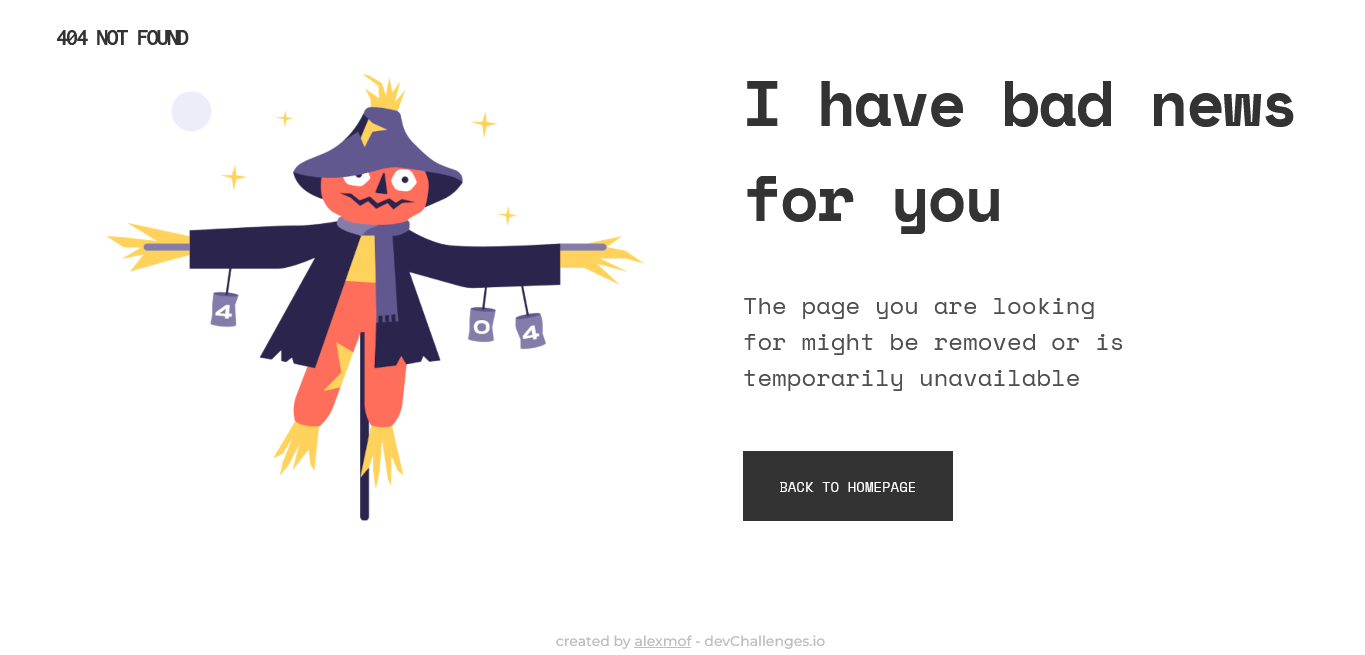 404 NOT FOUND
I have bad news
for you
The page you are looking
for might be removed or is
temporarily unavailable
4
0
4
BACK TO HOMEPAGE
created by alexmof - devChallenges.io